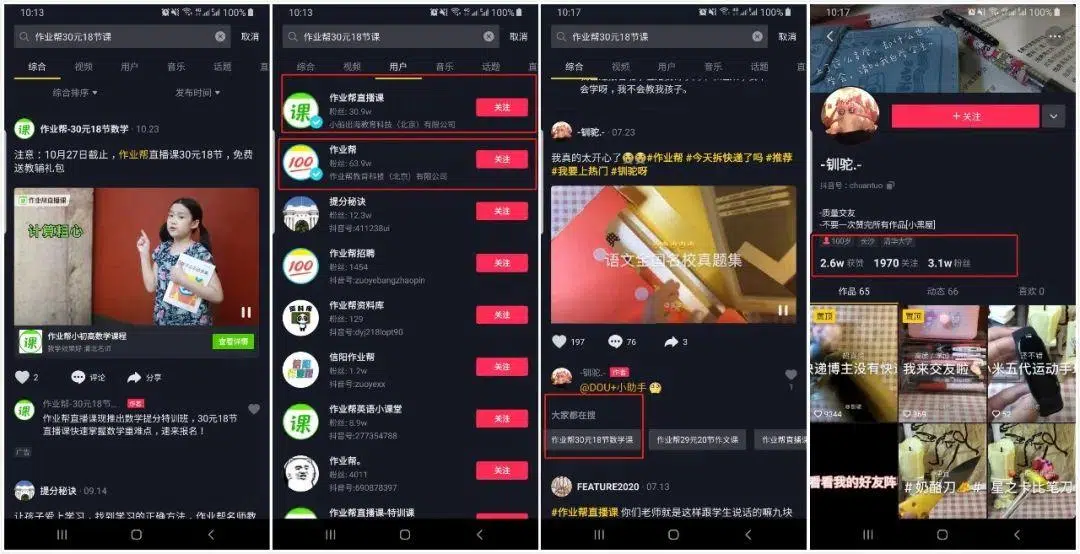 10:13
100%
作业帮30元18节课
取消
综合
视频
用户
音乐
话题
综合排序
发布时间
作业帮-30元18节数学 · 10.23
注意：10月27日截止，作业帮直播课30元18节，免费
送教辅礼包
作业帮直播课
计算粗心
课
作业帮小初高数学课程
教学效果好 清北名师
查看详情
2
评论
分享
作业帮-30元18节...
作者
作业帮直播课现推出数学提分特训班，30元18节
直播课快速掌握数学重难点，速来报名！
广告
提分秘诀 · 09.14
让孩子爱上学习，找到学习的正确方法，作业帮名师教
10:13
100%
作业帮30元18节课
取消
综合
视频
用户
音乐
话题
课
作业帮直播课
粉丝: 30.9w
小船出海教育科技（北京）有限公司
关注
100
作业帮
粉丝: 63.9w
作业帮教育科技（北京）有限公司
关注
提分秘诀
粉丝: 12.3w
抖音号:411238ui
关注
100
作业帮招聘
粉丝: 1454
抖音号:zuoyebangzhaopin
关注
作业帮资料库
粉丝: 129
抖音号:dyj218lopt90
关注
信阳作业帮
粉丝: 1.2w
抖音号:zuoyexx
关注
课
作业帮英语小课堂
粉丝: 8.9w
抖音号:277354788
关注
作业帮。
粉丝: 4011
抖音号:690878397
关注
作业帮直播课-特训课
关注
10:17
100%
作业帮30元18节课
取消
综合
视频
用户
音乐
话题
会学呀，我不会教我孩子。
-钏驼.- · 07.23
我真的太开心了😭😭#作业帮 #今天拆快递了吗 #推荐
#我要上热门 #钏驼呀
语文全国名校真题集
197
76
3
-钏驼.-
作者
@DOU+小助手
1
大家都在搜
作业帮30元18节数学课
作业帮29元20节作文课
作业帮直播课
FEATURE2020 · 07.13
#作业帮直播课 你们老师就是这样跟学生说话的嘛九块
10:17
100%
+ 关注
-钏驼.-
抖音号：chuantuo
-质量交友
-不要一次赞完所有作品[小黑屋]
100岁
长沙
清华大学
2.6w 获赞
1970 关注
3.1w 粉丝
作品 65
动态 66
喜欢 0
置顶
快递博主没有快递
9244
置顶
我来交友啦
369
还不错
小米五代运动手环
52
看看我的好友阵
#奶酪刀
#星之卡比笔刀